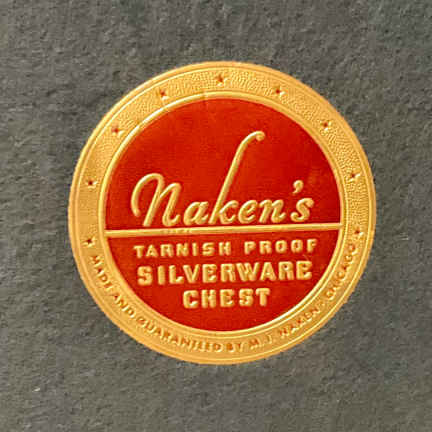 Naken's
TARNISH PROOF
SILVERWARE
CHEST
MADE AND GUARANTEED BY M. J. NAKEN, CHICAGO